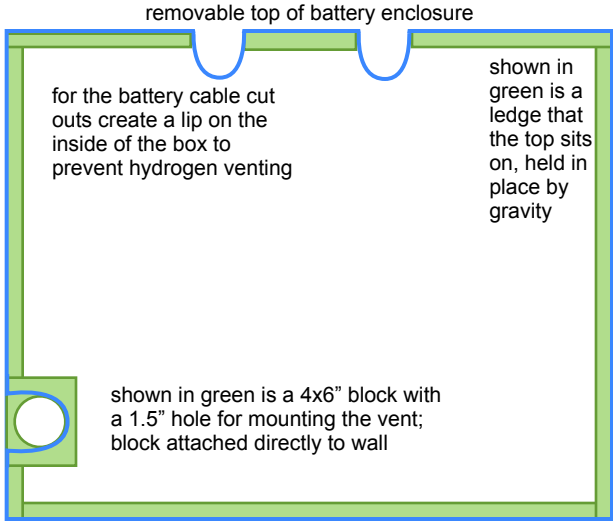 removable top of battery enclosure
for the battery cable cut
outs create a lip on the
inside of the box to
prevent hydrogen venting
shown in
green is a
ledge that
the top sits
on, held in
place by
gravity
shown in green is a 4x6” block with
a 1.5” hole for mounting the vent;
block attached directly to wall